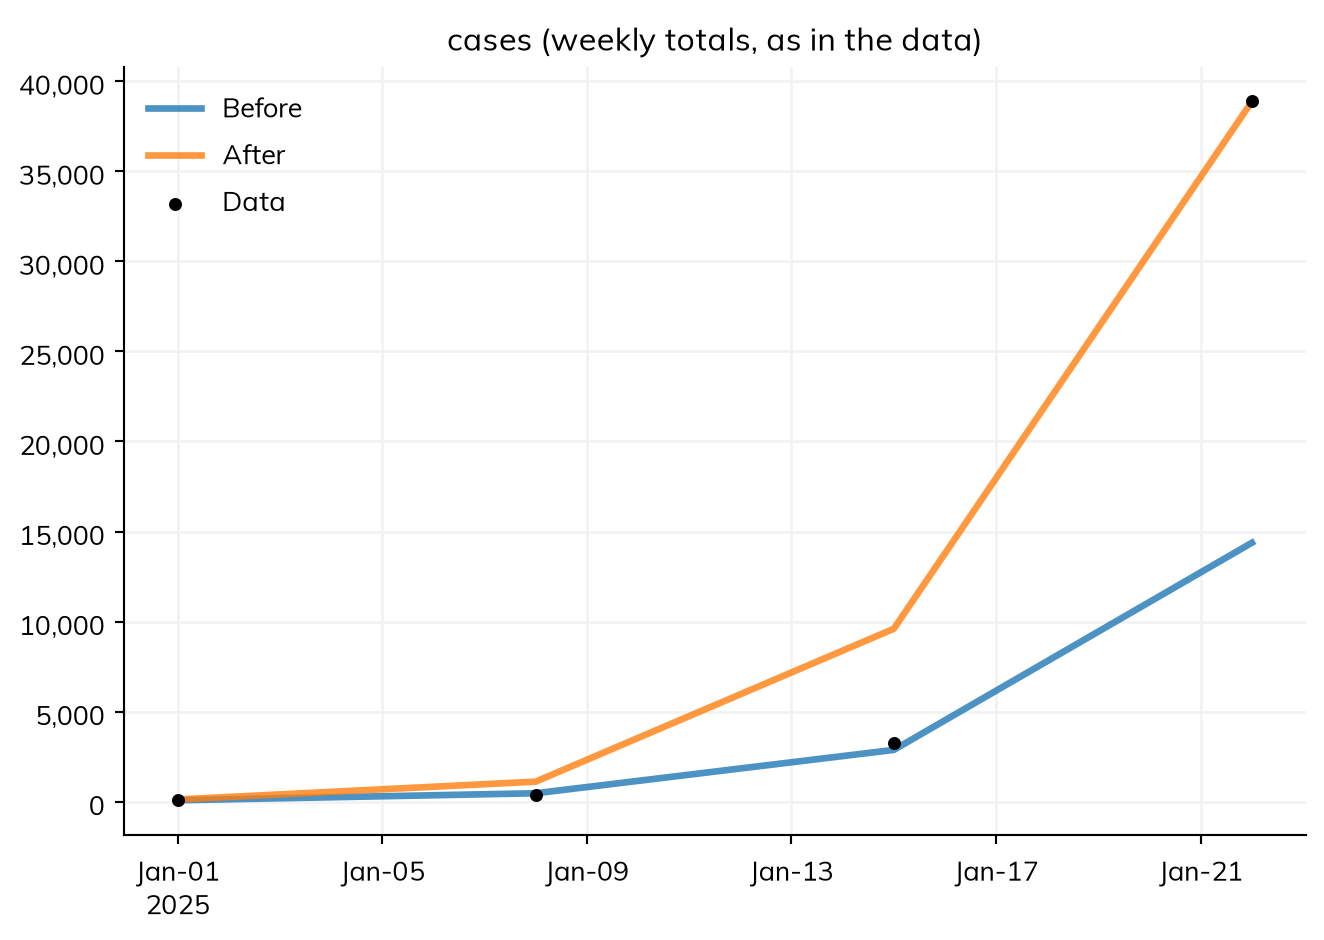 cases (weekly totals, as in the data)
40,000
35,000
30,000
25,000
20,000
15,000
10,000
5,000
0
Before
After
Data
Jan-01 Jan-05 Jan-09 Jan-13 Jan-17 Jan-21
2025